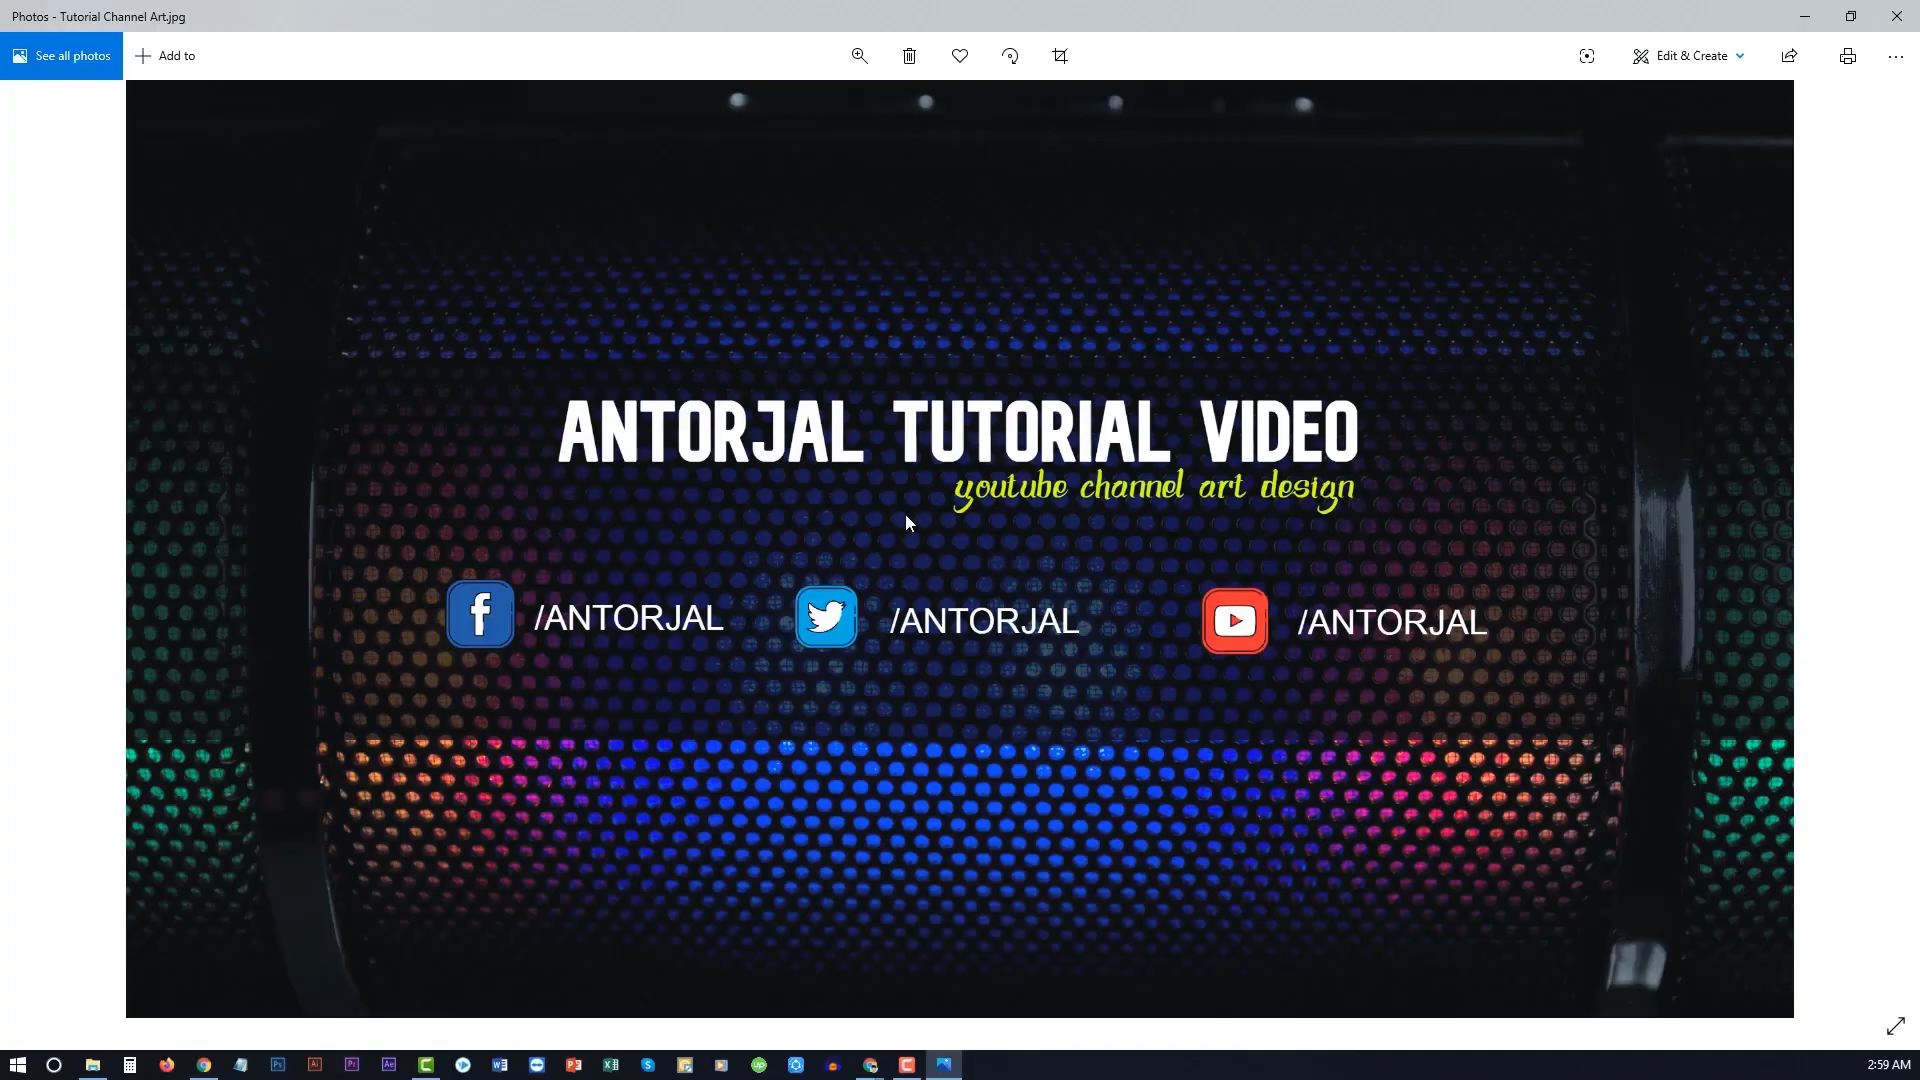 Photos - Tutorial Channel Art.jpg
See all photos
Add to
Edit & Create
ANTORJAL TUTORIAL VIDEO
youtube channel art design
/ANTORJAL
/ANTORJAL
/ANTORJAL
2:59 AM